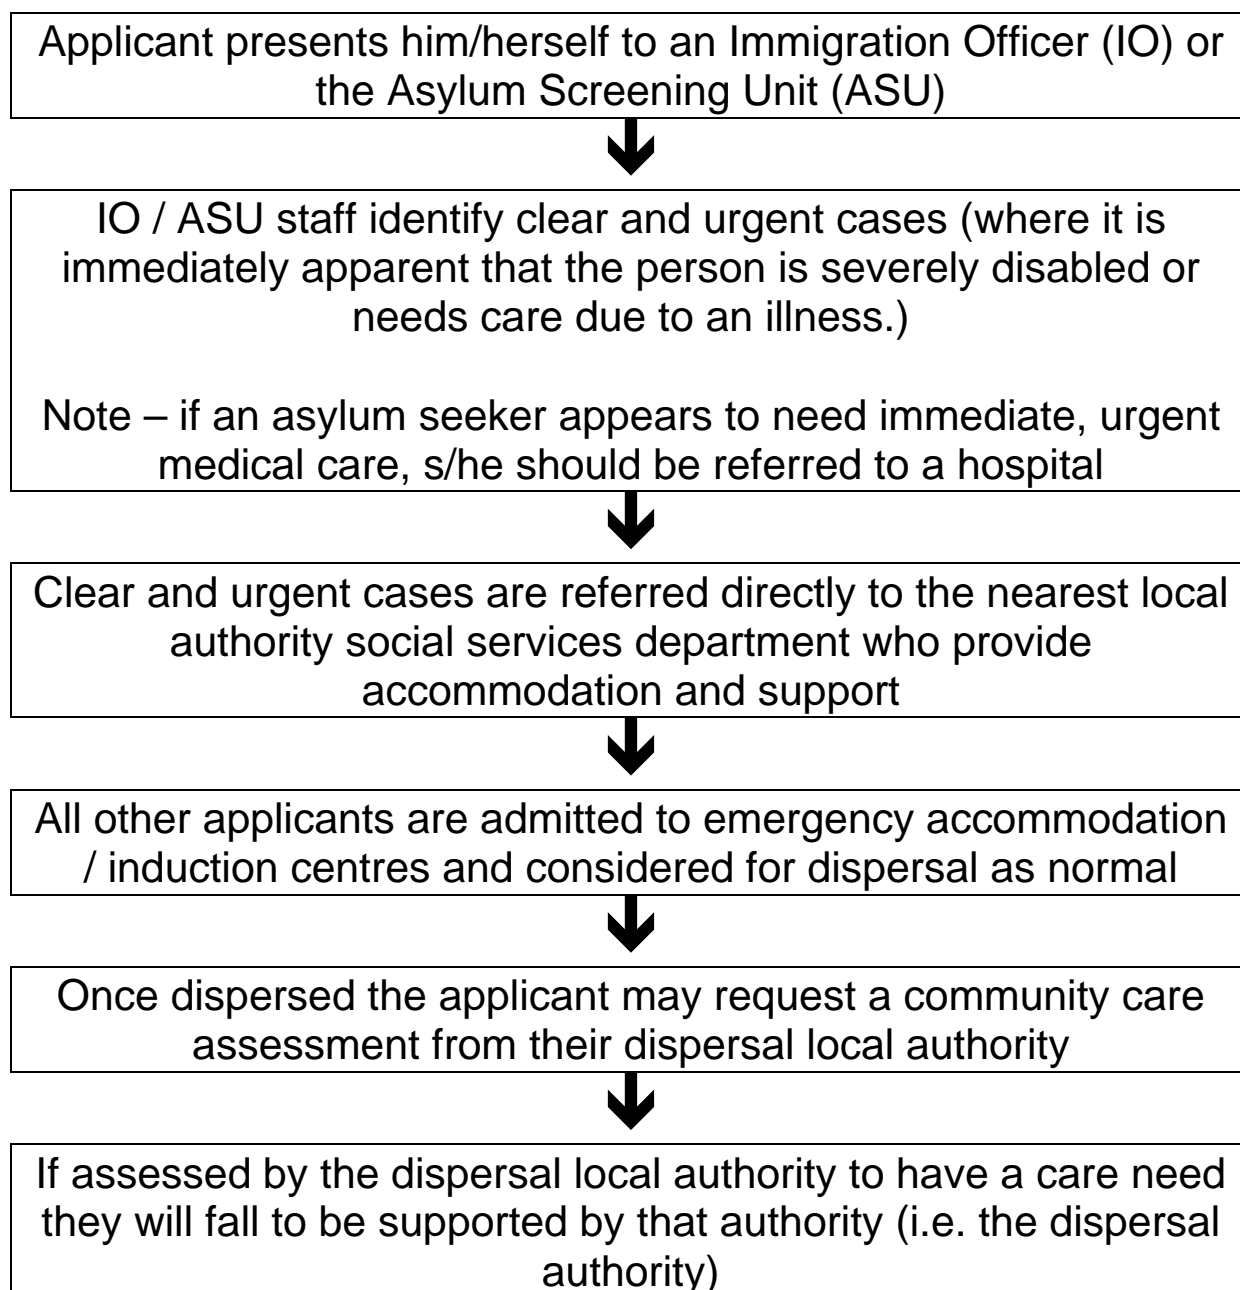 Applicant presents him/herself to an Immigration Officer (IO) or
the Asylum Screening Unit (ASU)
IO / ASU staff identify clear and urgent cases (where it is
immediately apparent that the person is severely disabled or
needs care due to an illness.)
Note – if an asylum seeker appears to need immediate, urgent
medical care, s/he should be referred to a hospital
Clear and urgent cases are referred directly to the nearest local
authority social services department who provide
accommodation and support
All other applicants are admitted to emergency accommodation
/ induction centres and considered for dispersal as normal
Once dispersed the applicant may request a community care
assessment from their dispersal local authority
If assessed by the dispersal local authority to have a care need
they will fall to be supported by that authority (i.e. the dispersal
authority)